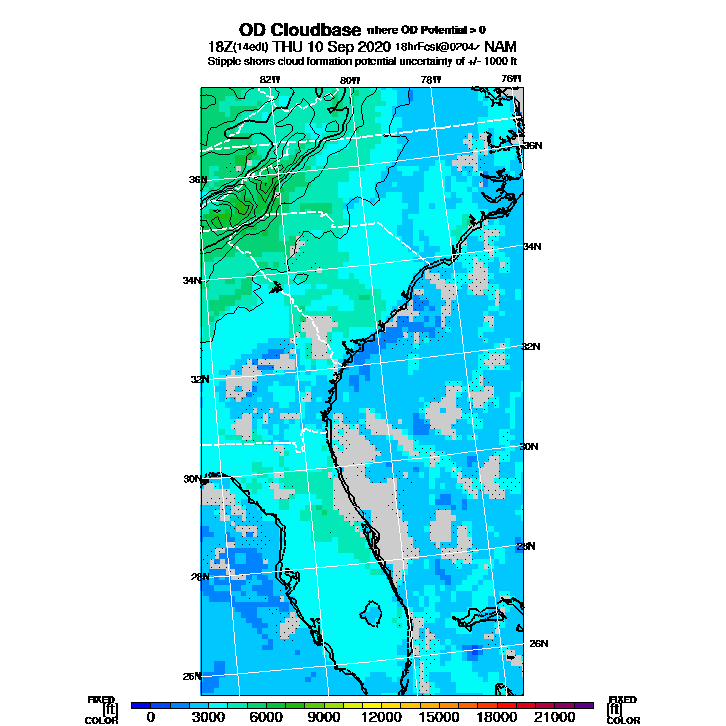 OD Cloudbase where OD Potential > 0
18Z(14edt) THU 10 Sep 2020 18hrFcst@0704z NAM
Stipple shows cloud formation potential uncertainty of +/- 1000 ft
82W 80W 78W 76W
36N
36N
34N
34N
32N
32N
30N
30N
28N
28N
26N
26N
FIXED FIXED
[ft] [ft]
COLOR COLOR
0 3000 6000 9000 12000 15000 18000 21000